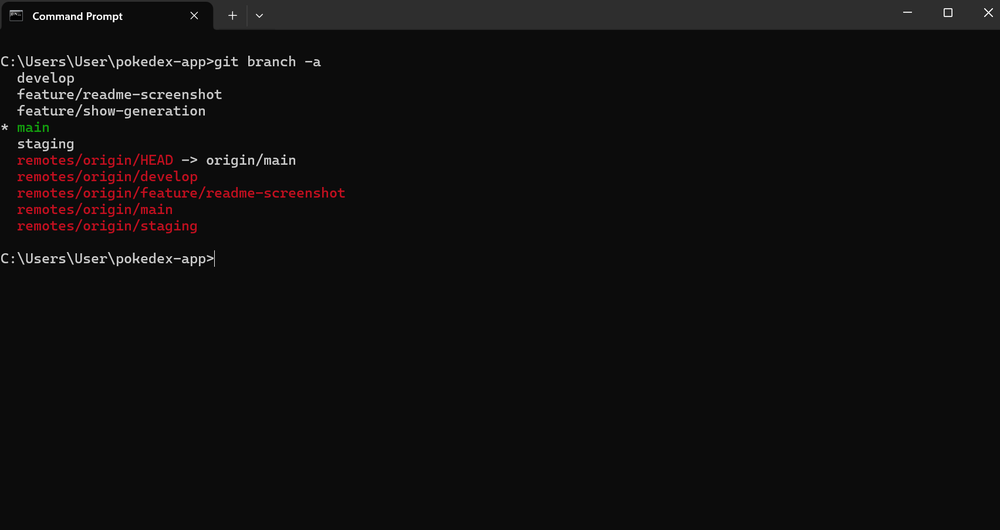 Command Prompt
C:\Users\User\pokedex-app>git branch -a
  develop
  feature/readme-screenshot
  feature/show-generation
* main
  staging
  remotes/origin/HEAD -> origin/main
  remotes/origin/develop
  remotes/origin/feature/readme-screenshot
  remotes/origin/main
  remotes/origin/staging
C:\Users\User\pokedex-app>